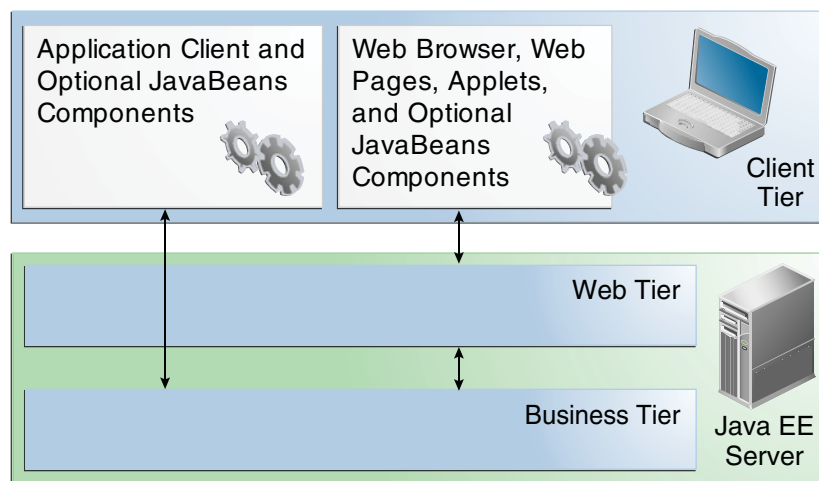 Application Client and
Optional JavaBeans
Components
Web Browser, Web
Pages, Applets,
and Optional
JavaBeans
Components
Client
Tier
Web Tier
Business Tier
Java EE
Server